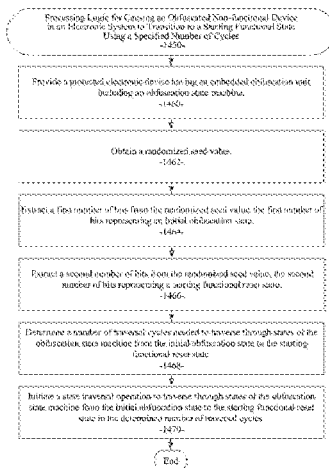 Processing Logic for Causing an Obfuscated Non-functional Device
in an Electronic System to Transition to a Starting Functional State
Using a Specified Number of Cycles
-1450-
Provide a protected electronic device having an embedded obfuscation unit
including an obfuscation state machine.
-1460-
Obtain a randomized seed value.
-1462-
Extract a first number of bits from the randomized seed value, the first number of
bits representing an initial obfuscation state.
-1464-
Extract a second number of bits from the randomized seed value, the second
number of bits representing a starting functional reset state.
-1466-
Determine a number of traversal cycles needed to traverse through states of the
obfuscation state machine from the initial obfuscation state to the starting
functional reset state
-1468-
Initiate a state traversal operation to traverse through states of the obfuscation
state machine from the initial obfuscation state to the starting functional reset
state in the determined number of traversal cycles
-1470-
End